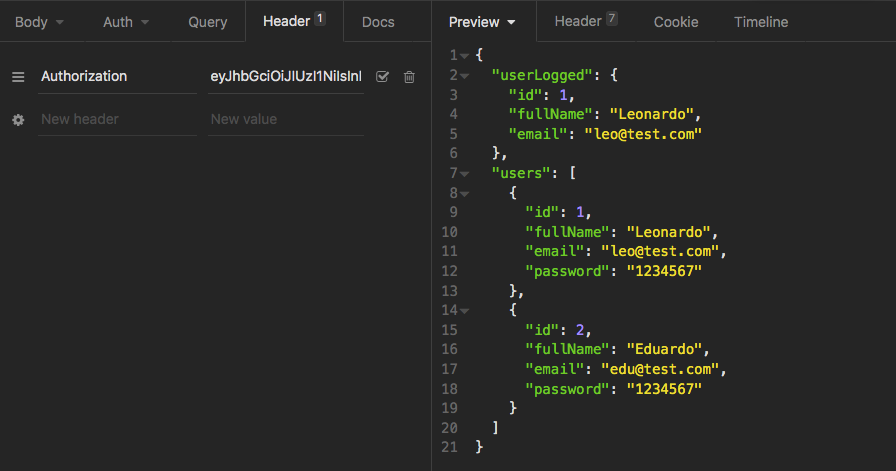 Body Auth Query Header 1 Docs
Authorization eyJhbGciOiJIUzI1NiIsInI
New header New value
Preview Header 7 Cookie Timeline
1 {
2 "userLogged": {
3 "id": 1,
4 "fullName": "Leonardo",
5 "email": "leo@test.com"
6 },
7 "users": [
8 {
9 "id": 1,
10 "fullName": "Leonardo",
11 "email": "leo@test.com",
12 "password": "1234567"
13 },
14 {
15 "id": 2,
16 "fullName": "Eduardo",
17 "email": "edu@test.com",
18 "password": "1234567"
19 }
20 ]
21 }